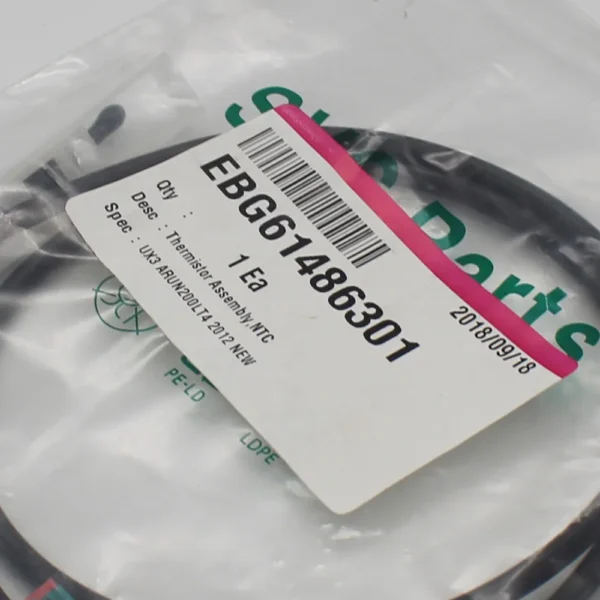 Parts
EBG61486301
Qty : 1 Ea
Desc : Thermistor Assembly,NTC
Spec : UX3 ARUN200LT4 2012 NEW
2018/09/18
PE-LD
LDPE